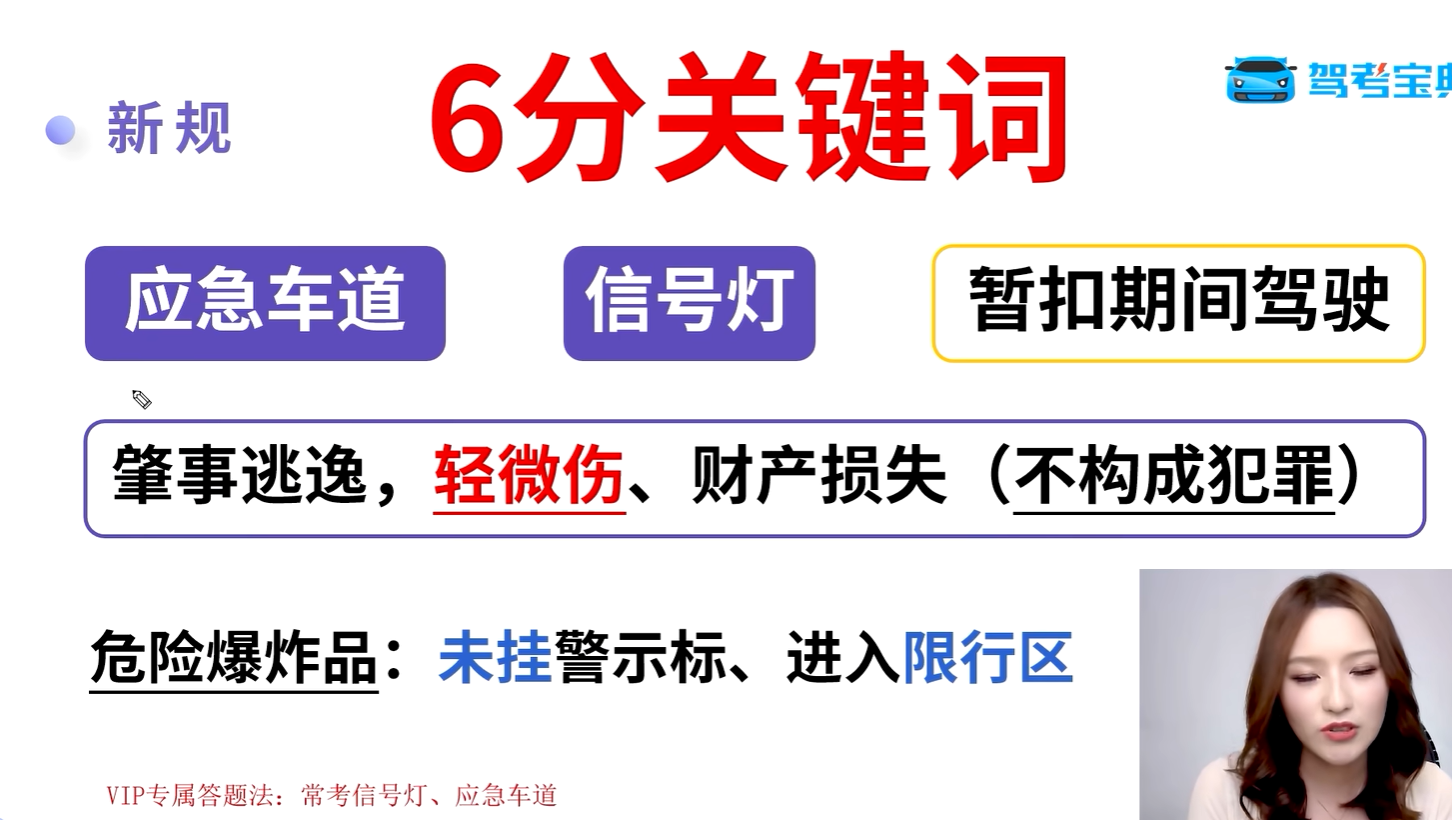 6分关键词
新规
驾考宝典
应急车道
信号灯
暂扣期间驾驶
肇事逃逸，轻微伤、财产损失（不构成犯罪）
危险爆炸品：未挂警示标、进入限行区
VIP专属答题法：常考信号灯、应急车道